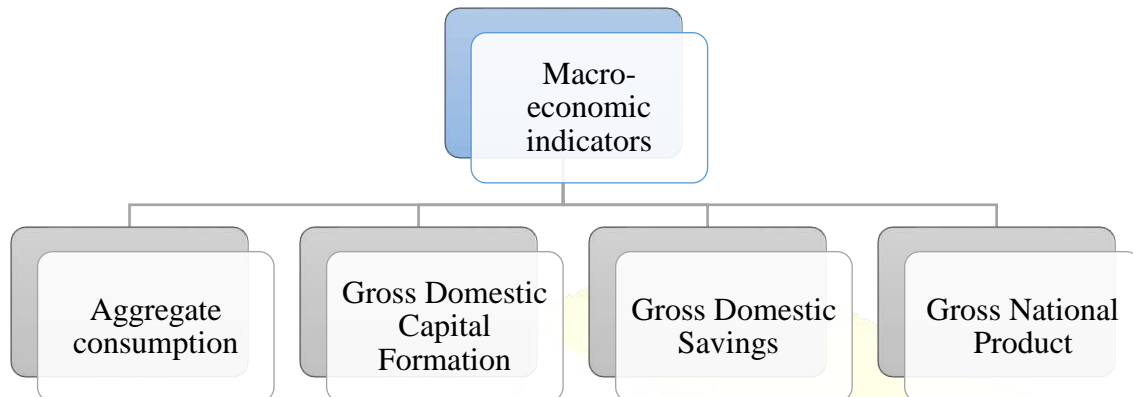 Macro-
economic
indicators
Aggregate
consumption
Gross Domestic
Capital
Formation
Gross Domestic
Savings
Gross National
Product